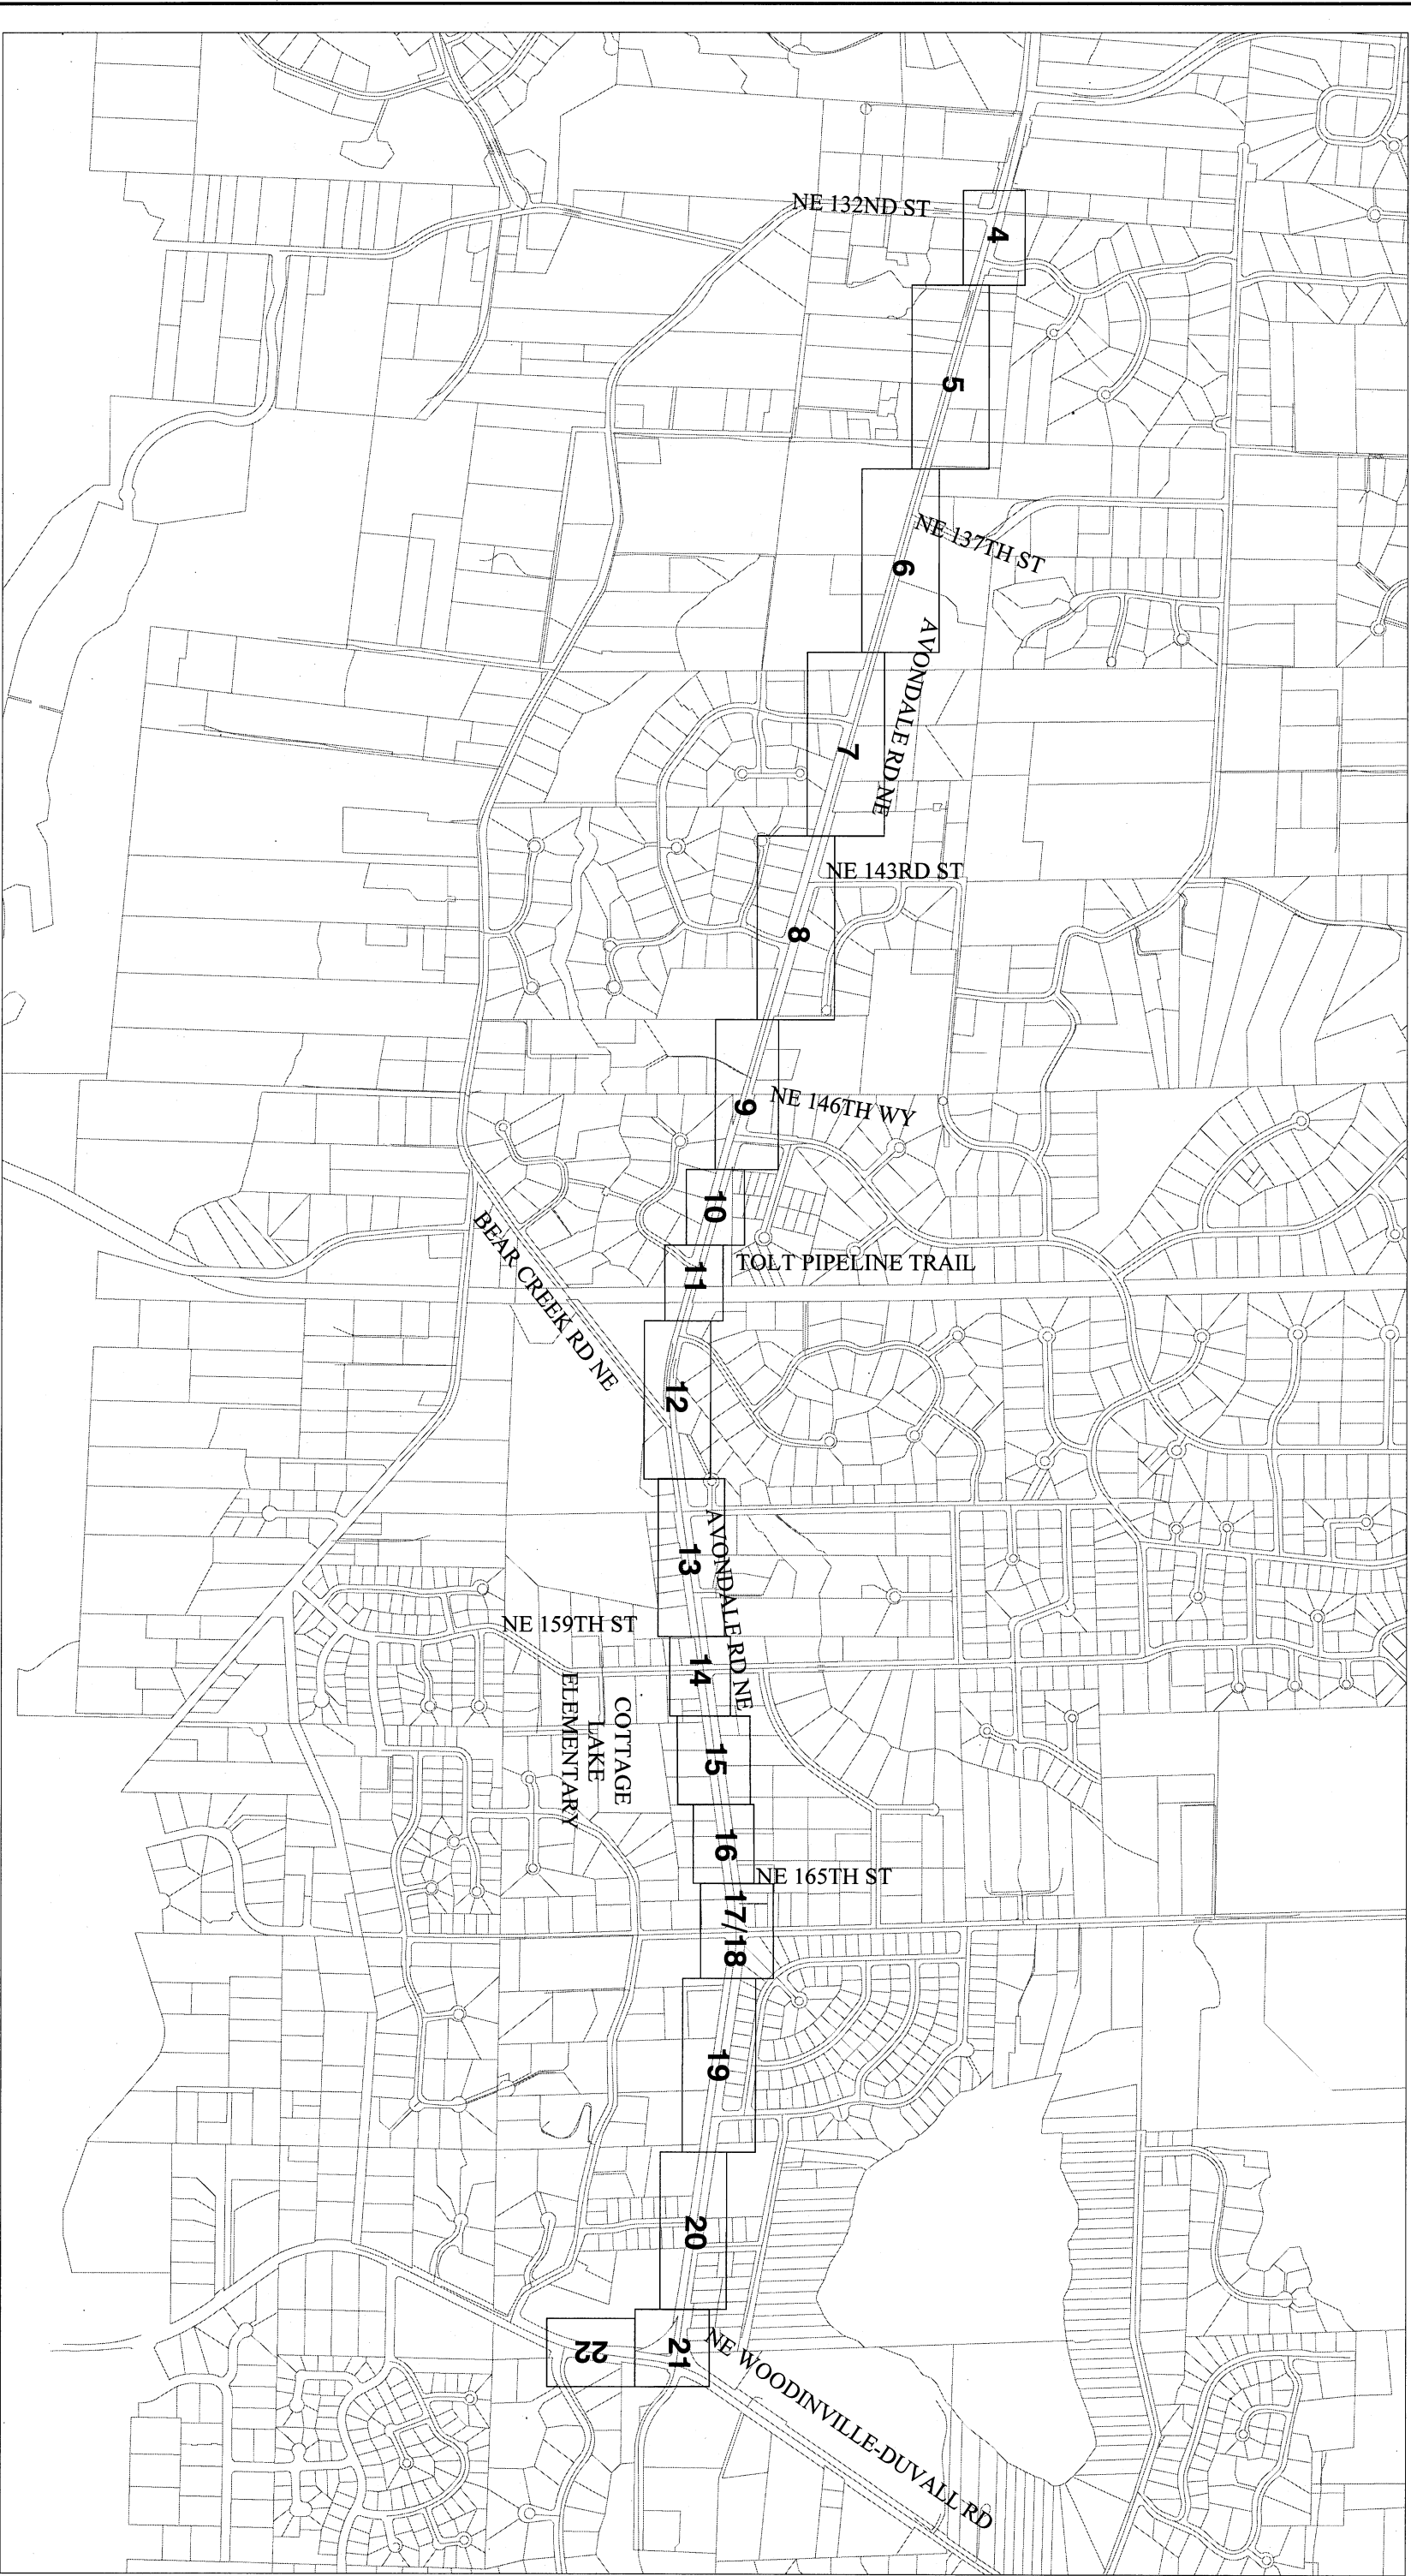 NE 132ND ST
4
5
NE 137TH ST
6
AVONDALE RD NE
7
NE 143RD ST
8
NE 146TH WY
9
10
BEAR CREEK RD NE
TOLT PIPELINE TRAIL
11
12
AVONDALE RD NE
13
NE 159TH ST
14
COTTAGE
LAKE
ELEMENTARY
15
16
NE 165TH ST
17/18
19
20
21
22
NE WOODINVILLE-DUVALL RD